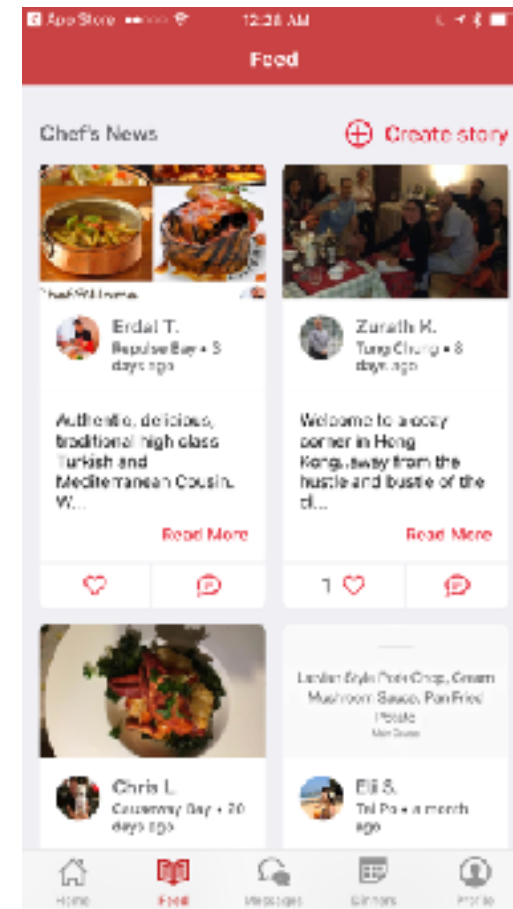 App Store 12:28 AM
Feed
Chef's News
Create story
Erdal T.
Repulse Bay • 3
days ago
Authentic, delicious,
traditional high class
Turkish and
Mediterranean Cousin.
W...
Read More
Zurath K.
Tung Chung • 8
days ago
Welcome to a cozy
corner in Hong
Kong..away from the
hustle and bustle of the
ci...
Read More
1
Chris L.
Causeway Bay • 20
days ago
Style Pork Chop, Cream
Mushroom Sauce, Pan Fried
Potato
Main Course
S.
Tai Po • a month
ago
Home
Feed
Messages
Dinners
Profile